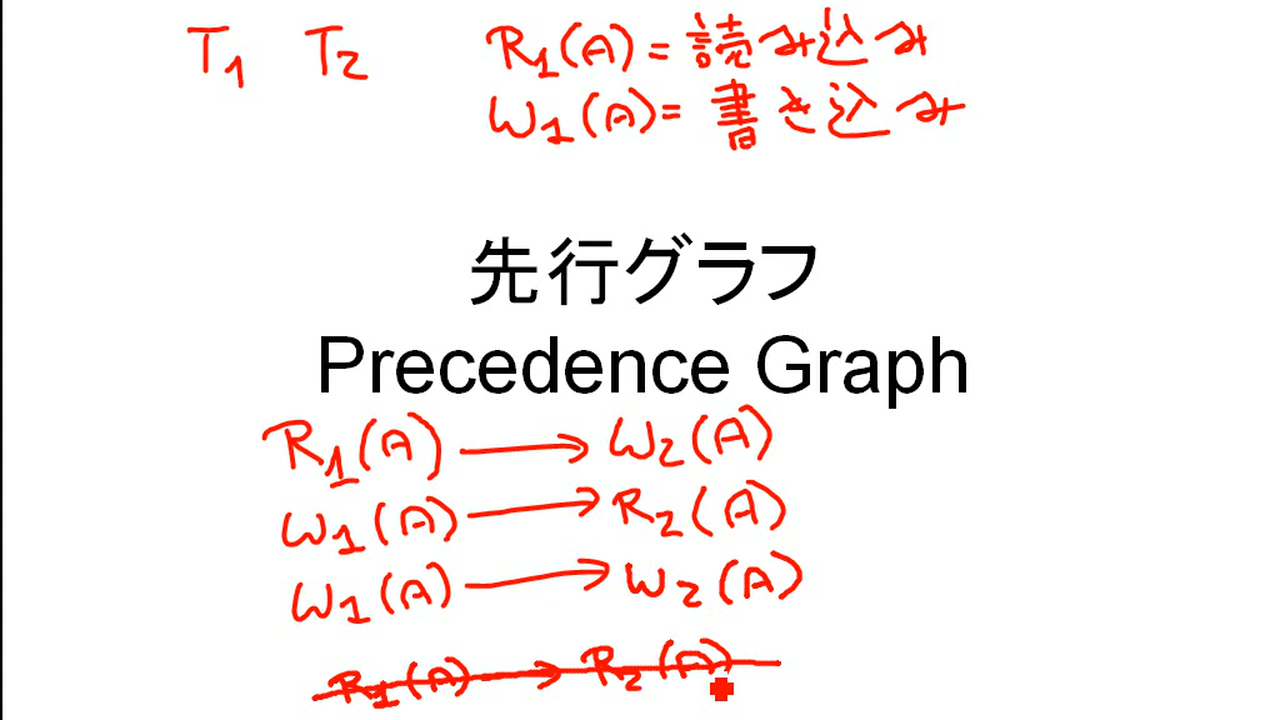 T1 T2 R1(A) = 読み込み
W1(A) = 書き込み
先行グラフ
Precedence Graph
R1(A) → W2(A)
W1(A) → R2(A)
W1(A) → W2(A)
R1(A) → R2(A)